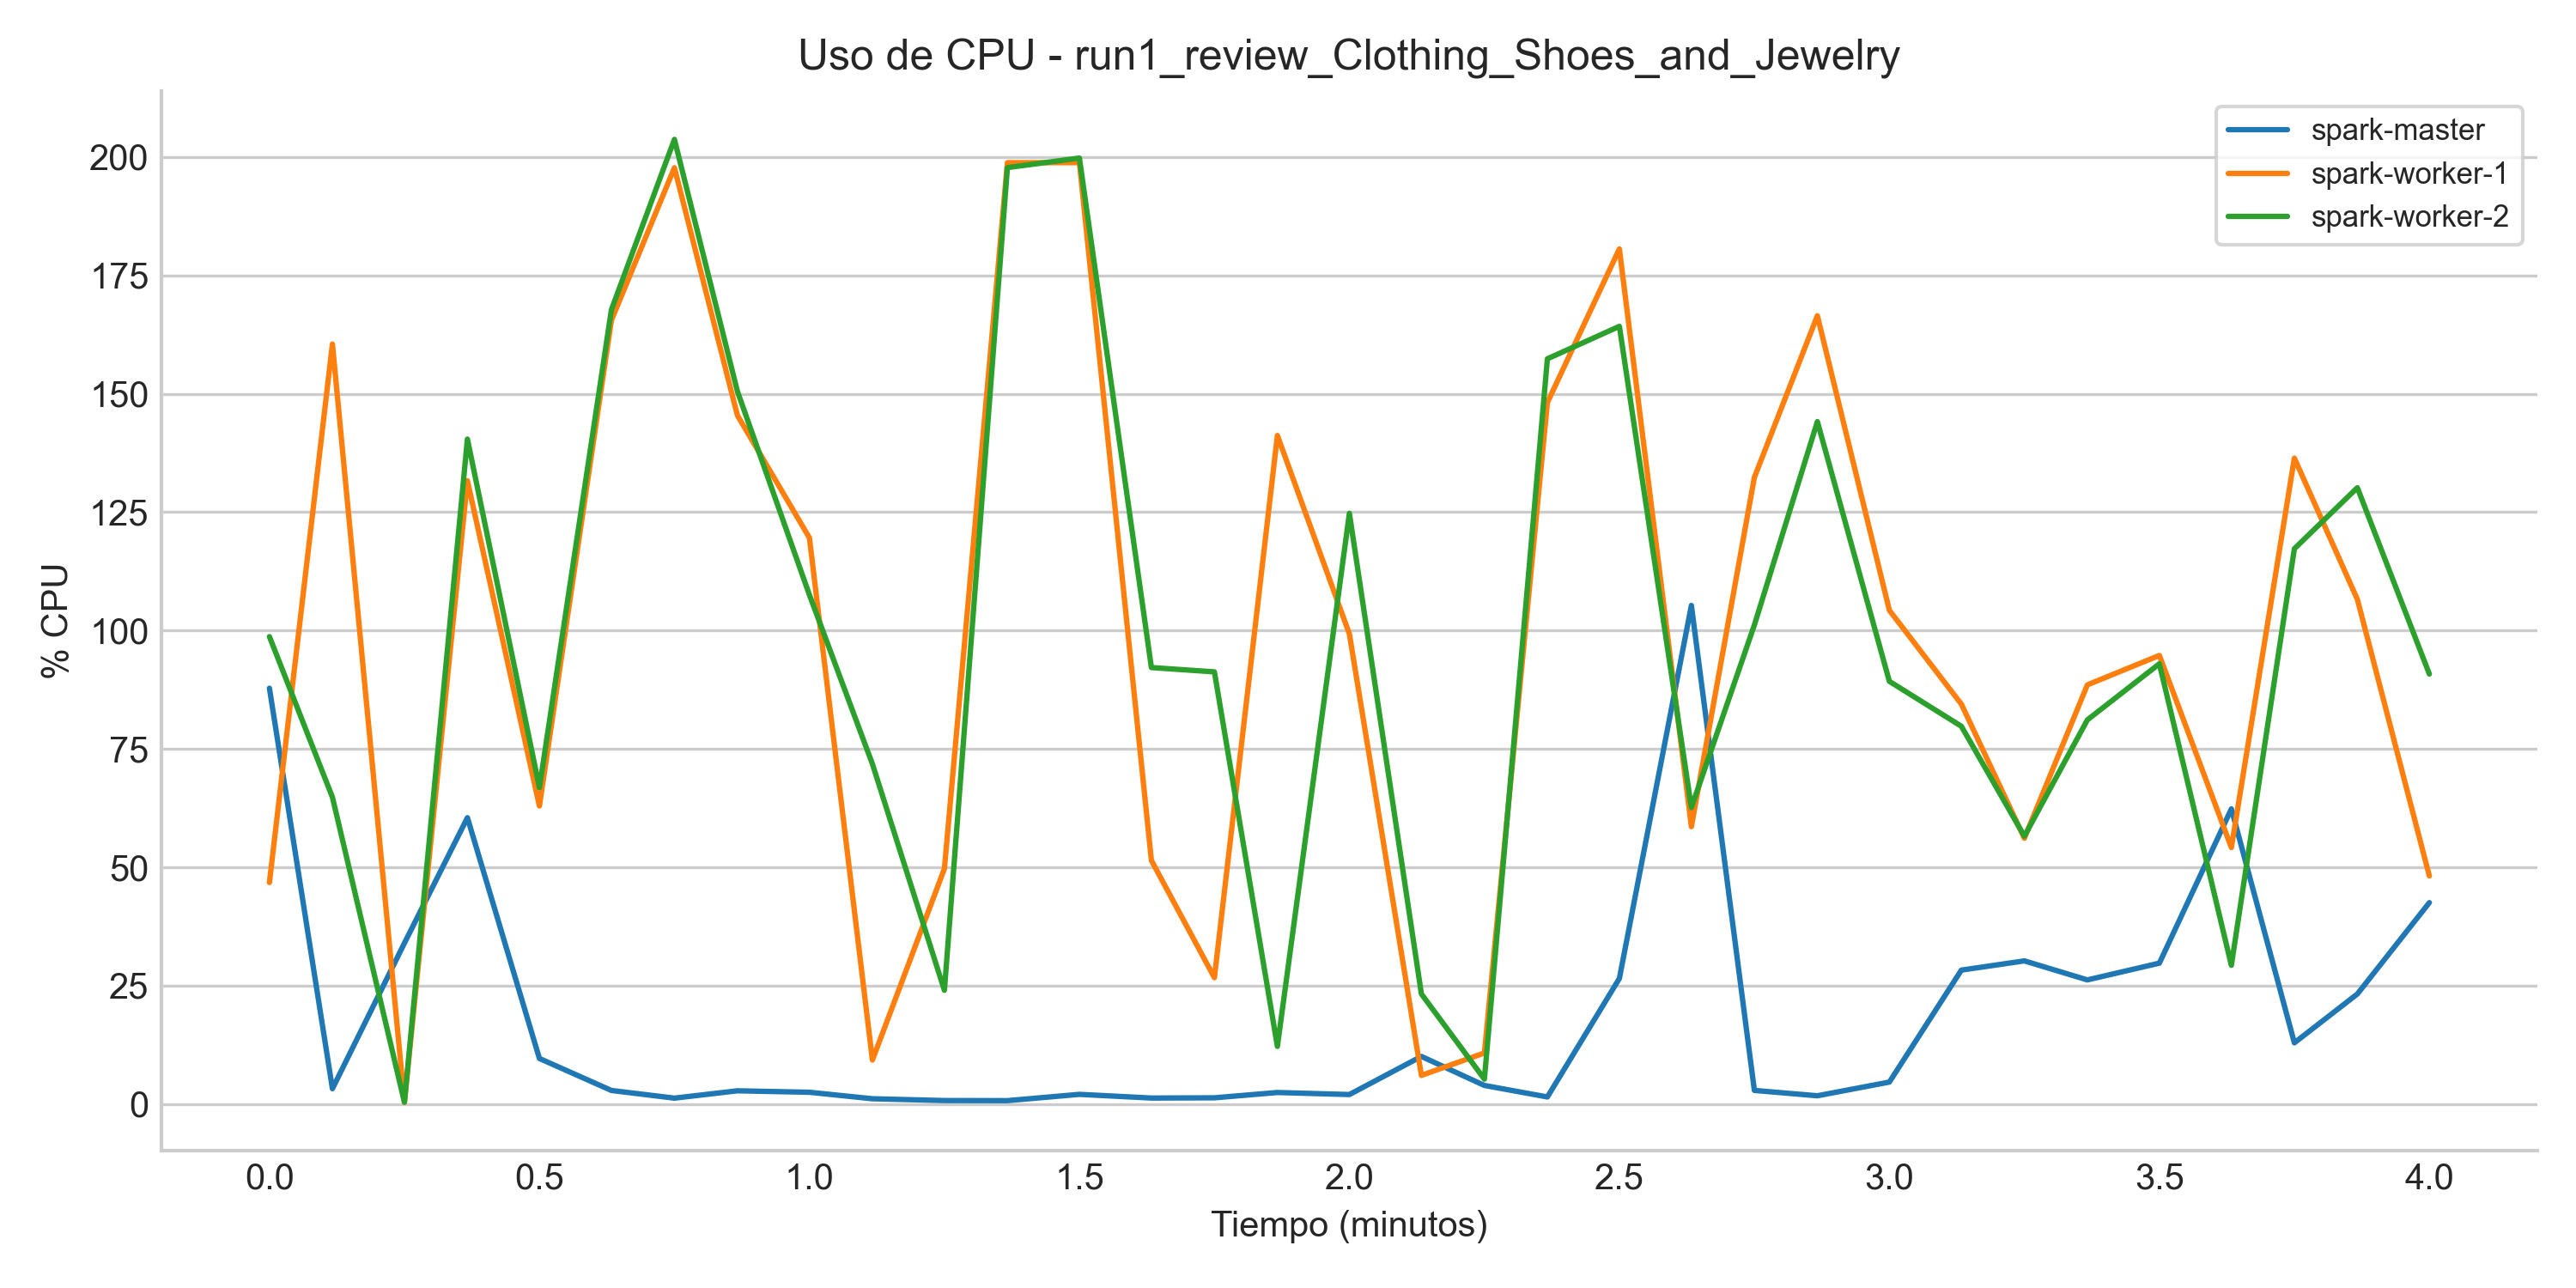 Uso de CPU - run1_review_Clothing_Shoes_and_Jewelry
spark-master
spark-worker-1
spark-worker-2
% CPU
200
175
150
125
100
75
50
25
0
0.0 0.5 1.0 1.5 2.0 2.5 3.0 3.5 4.0
Tiempo (minutos)